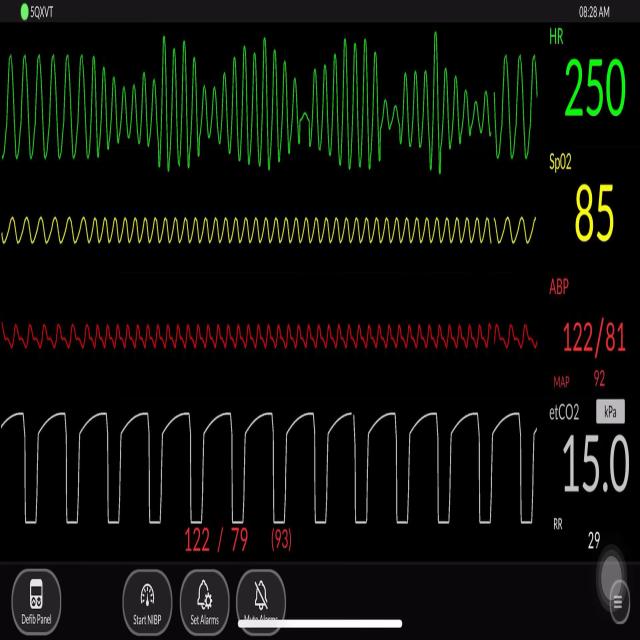 5QXVT
08:28 AM
HR
250
SpO2
85
ABP
122/81
MAP 92
etCO2 kPa
15.0
RR
29
122 / 79 (93)
Defib Panel
Start NIBP
Set Alarms
Mute Alarms